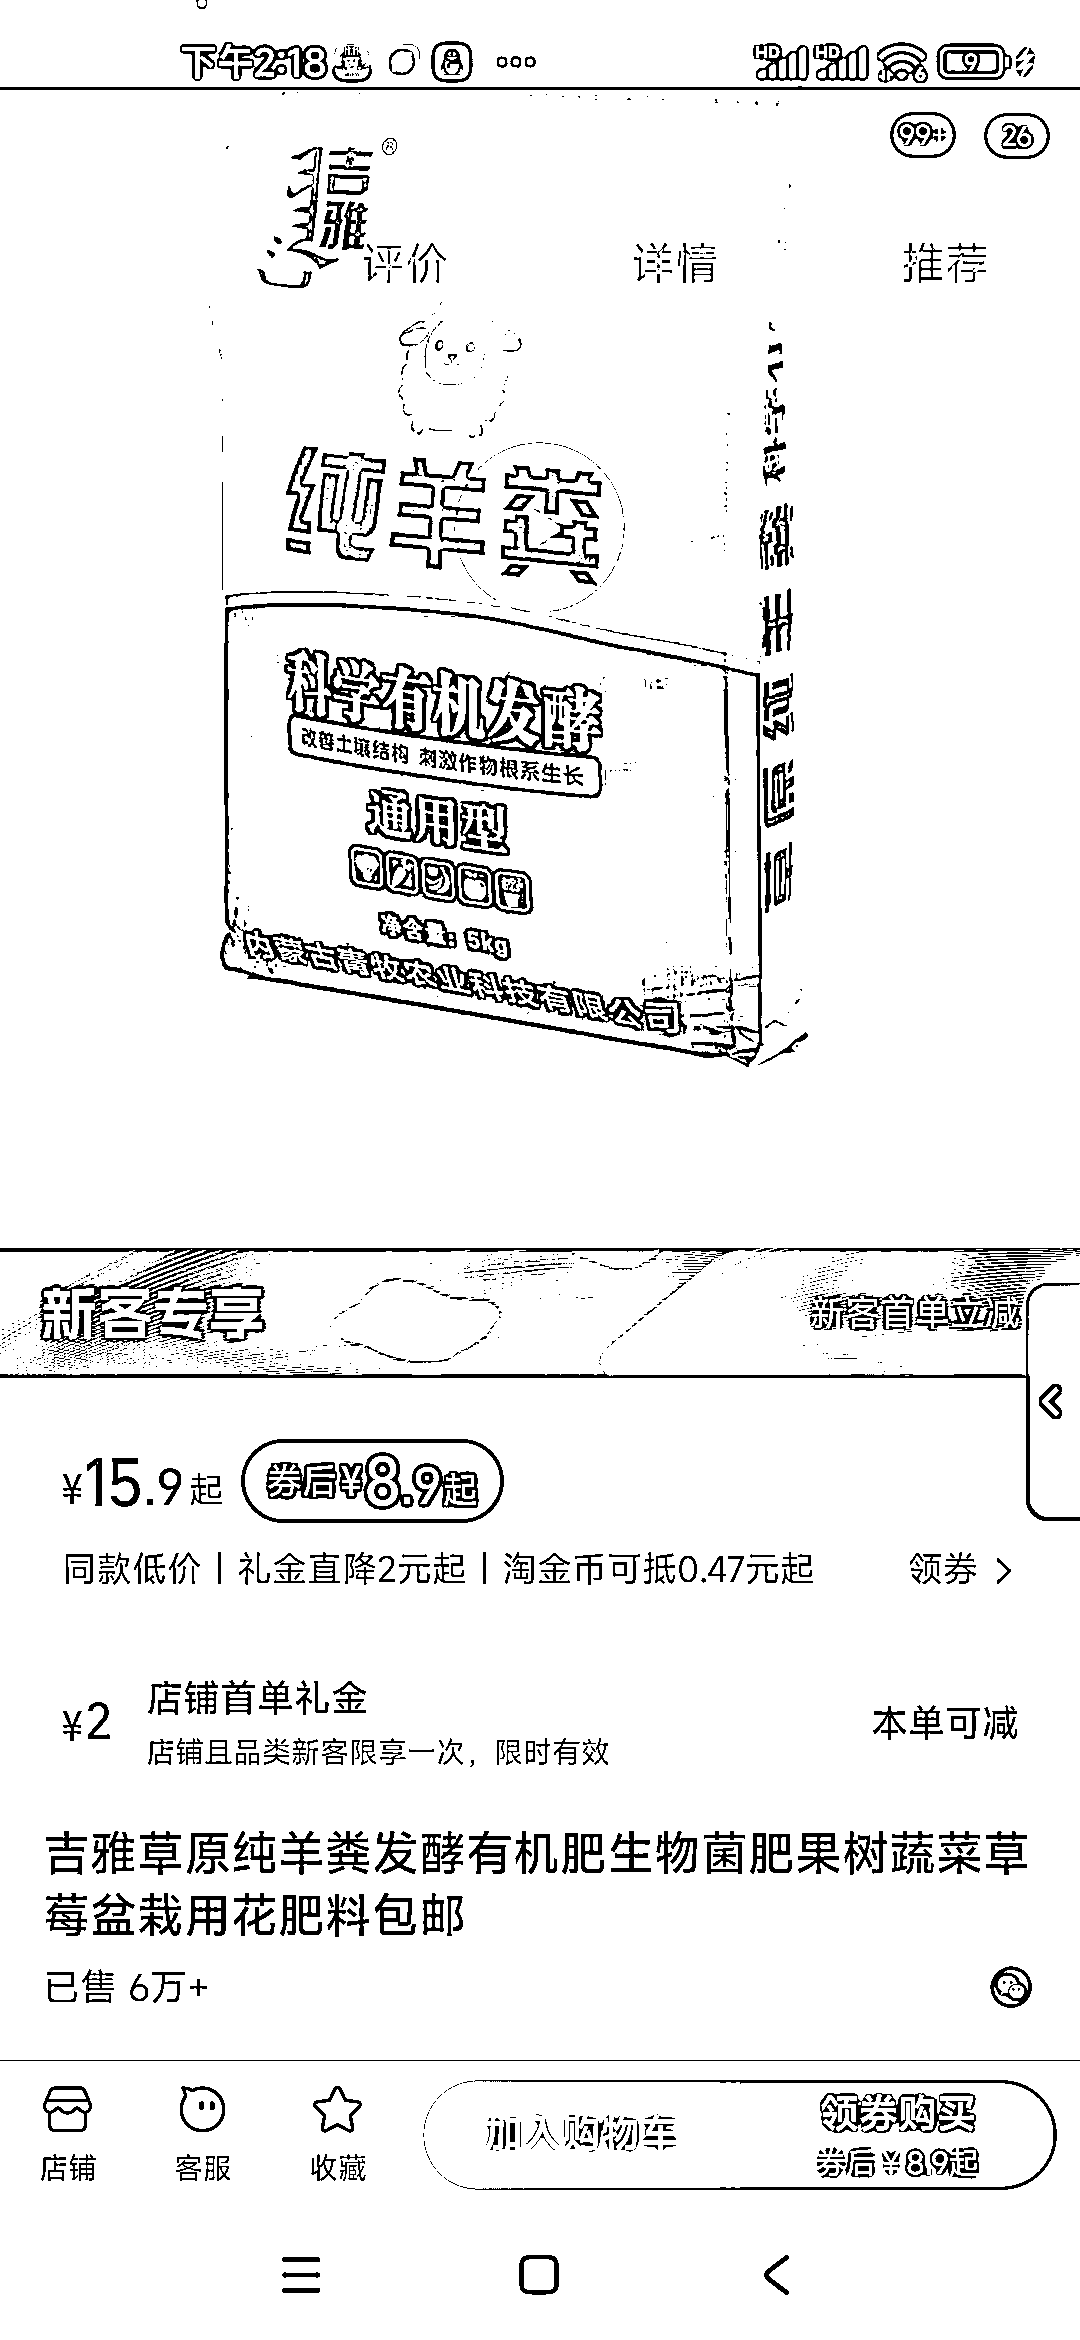 下午2:18
HD HD 6 9
99+ 26
吉雅®
评价 详情 推荐
纯羊粪
科学有机发酵
改善土壤结构 刺激作物根系生长
通用型
净含量：5kg
内蒙古青牧农业科技有限公司
新客专享 新客首单立减
¥15.9起 券后¥8.9起
同款低价 | 礼金直降2元起 | 淘金币可抵0.47元起 领券
¥2 店铺首单礼金
店铺且品类新客限享一次，限时有效
本单可减
吉雅草原纯羊粪发酵有机肥生物菌肥果树蔬菜草
莓盆栽用花肥料包邮
已售 6万+
店铺 客服 收藏
加入购物车
领券购买
券后¥8.9起